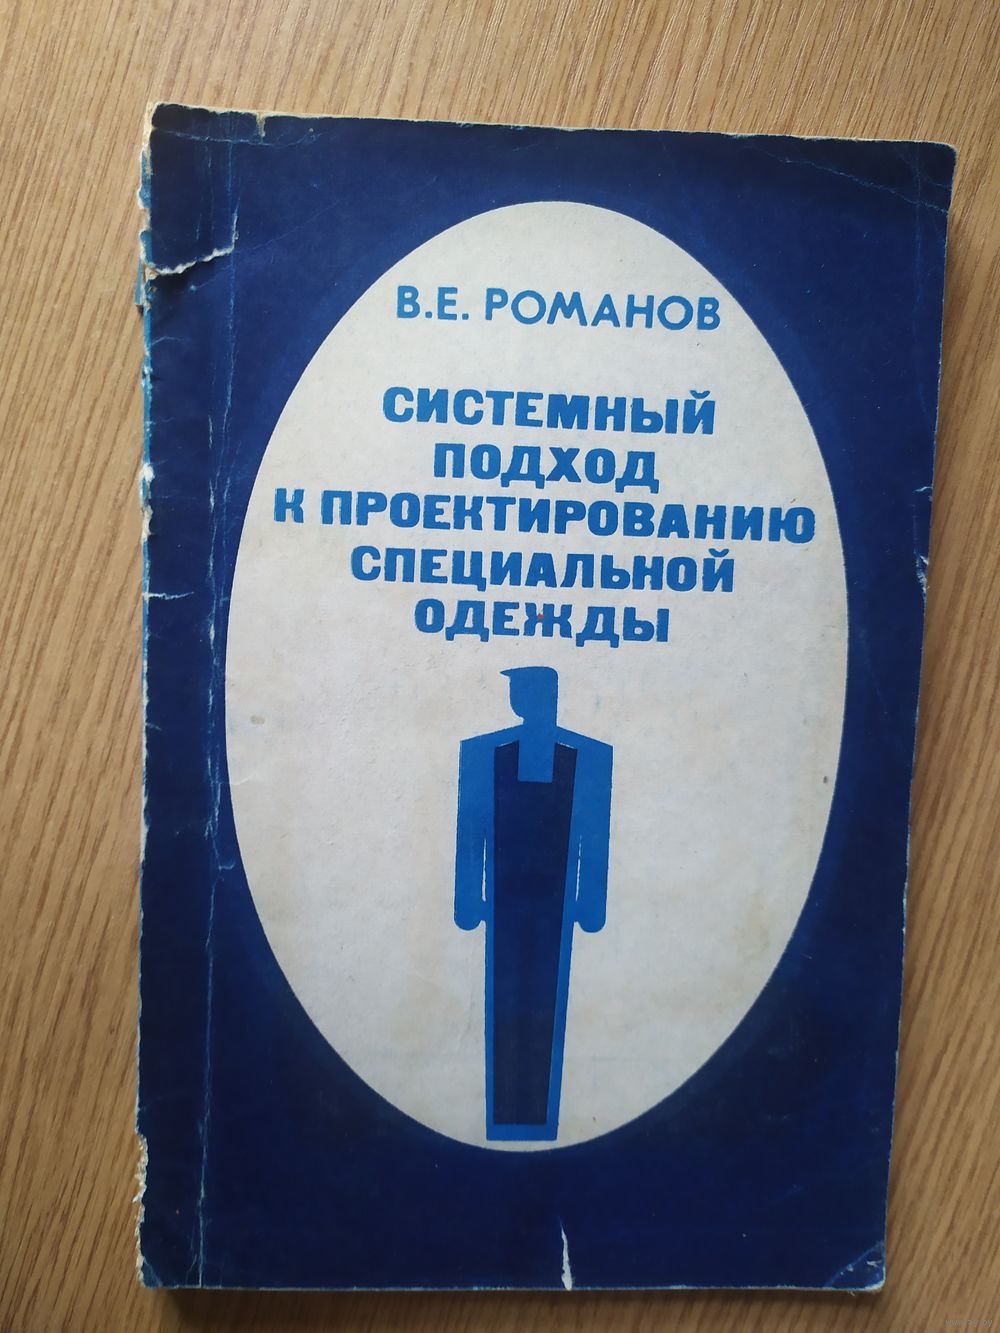 В.Е. РОМАНОВ
СИСТЕМНЫЙ
ПОДХОД
К ПРОЕКТИРОВАНИЮ
СПЕЦИАЛЬНОЙ
ОДЕЖДЫ